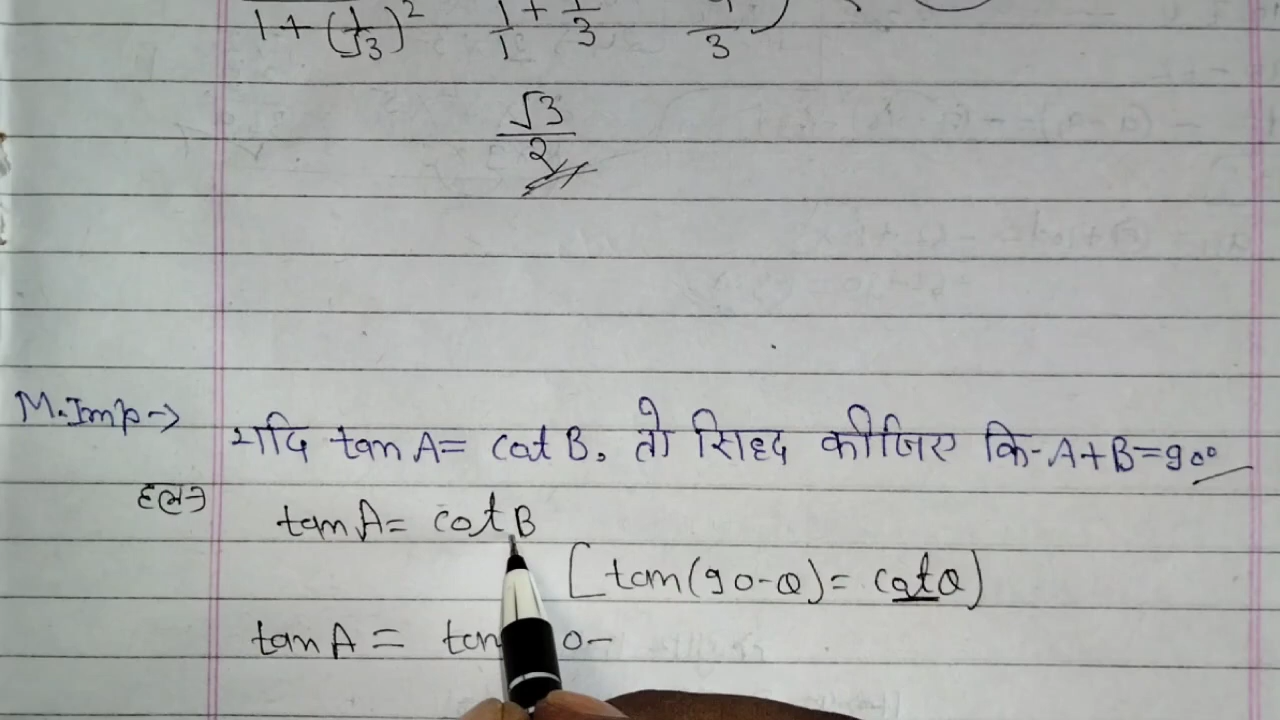 1+(1/√3)² 1/1 + 1/3 3
√3/2
M.Imp→ यदि tan A = cot B, तो सिद्ध कीजिए कि- A+B=90°
हल→ tan A = cot B
[tan(90-θ) = cotθ)
tan A = tan 0-